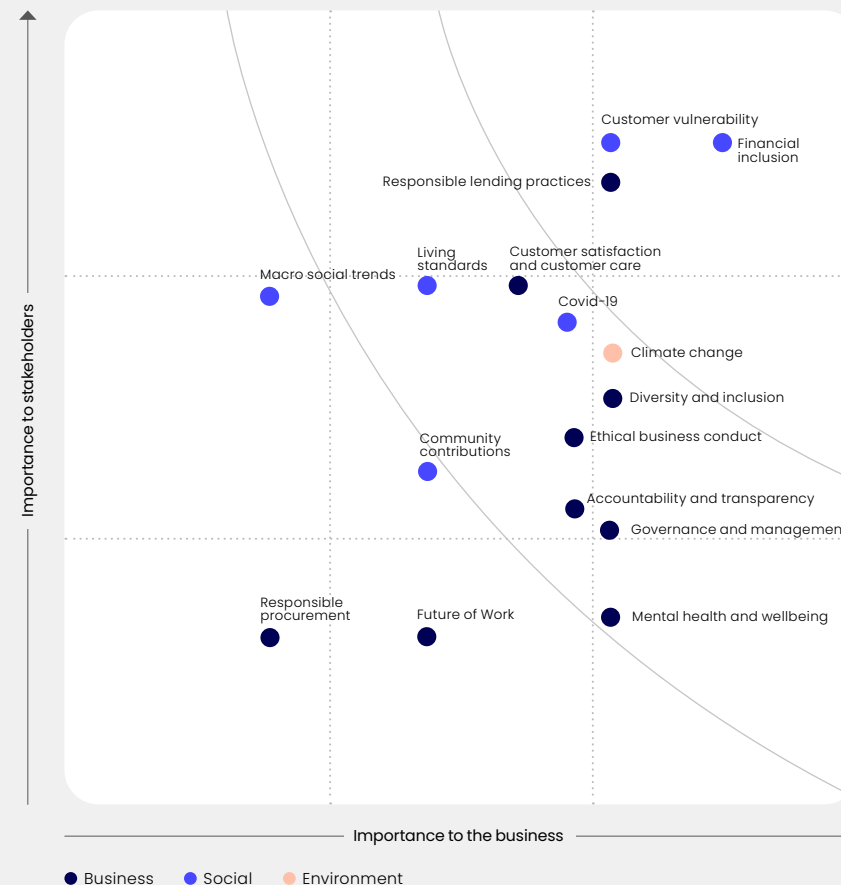 Customer vulnerability
Financial
inclusion
Responsible lending practices
Living
standards
Customer satisfaction
and customer care
Macro social trends
Covid-19
Climate change
Diversity and inclusion
Ethical business conduct
Community
contributions
Accountability and transparency
Governance and managemen
Responsible
procurement
Future of Work
Mental health and wellbeing
Importance to stakeholders
Importance to the business
Business
Social
Environment